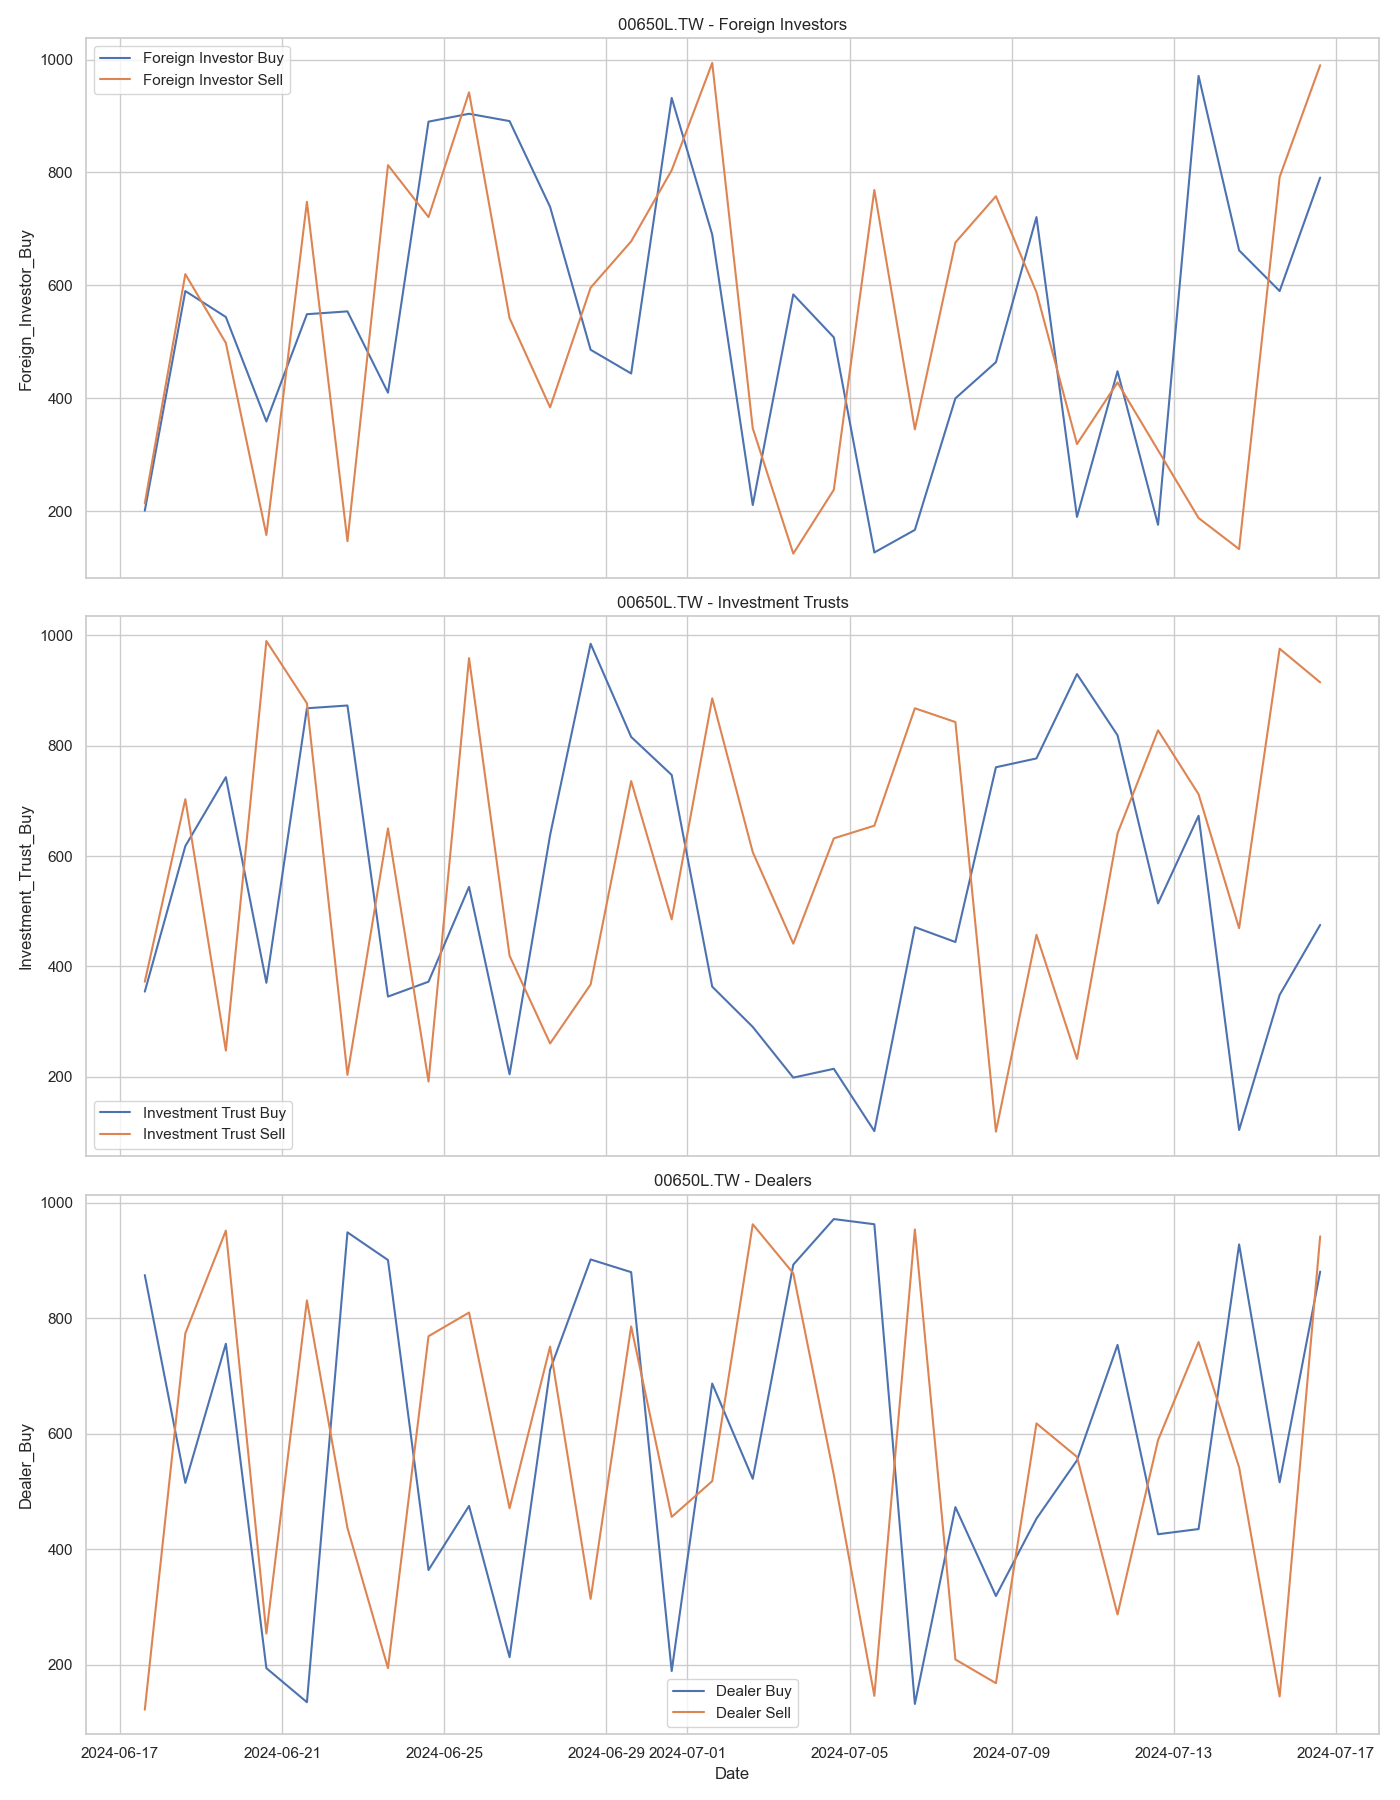 00650L.TW - Foreign Investors
Foreign Investor Buy
Foreign Investor Sell
Foreign_Investor_Buy
1000
800
600
400
200
00650L.TW - Investment Trusts
Investment_Trust_Buy
1000
800
600
400
200
Investment Trust Buy
Investment Trust Sell
00650L.TW - Dealers
Dealer_Buy
1000
800
600
400
200
Dealer Buy
Dealer Sell
2024-06-17 2024-06-21 2024-06-25 2024-06-29 2024-07-01 2024-07-05 2024-07-09 2024-07-13 2024-07-17
Date